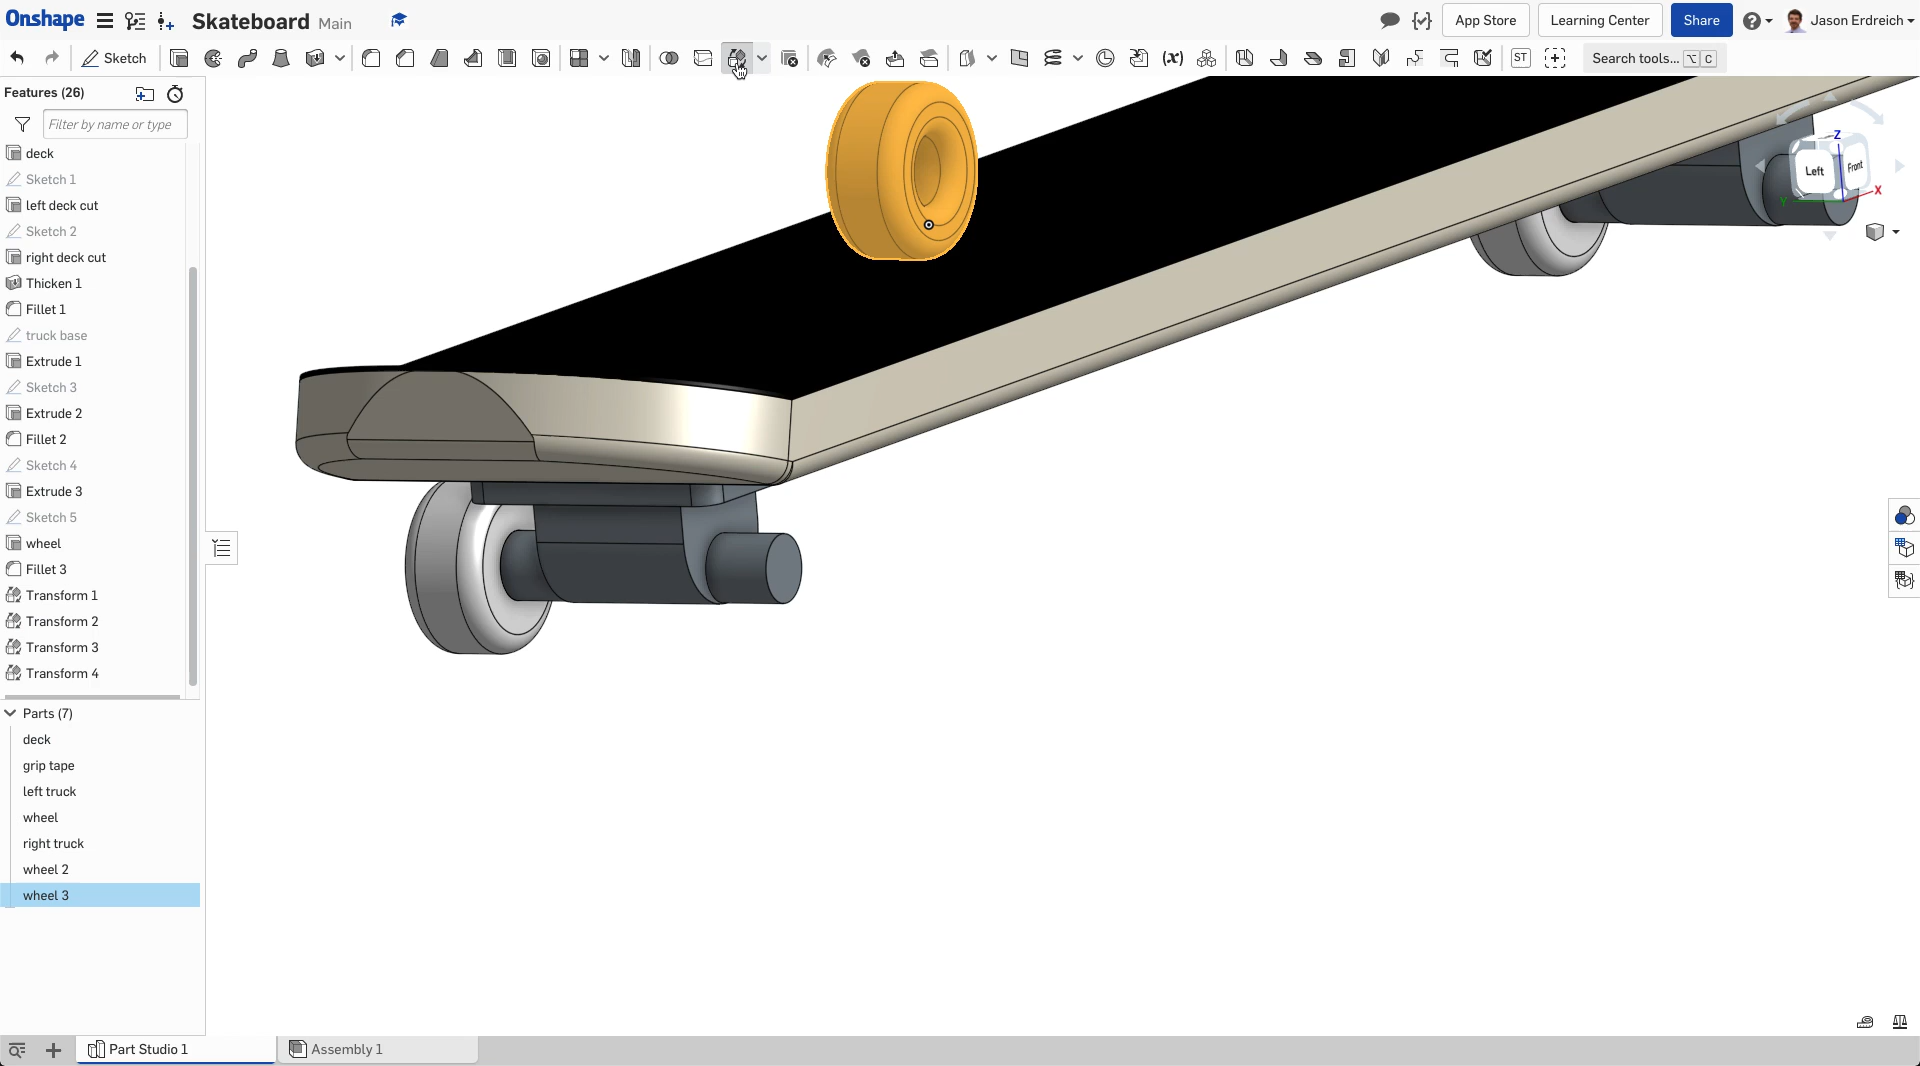 Onshape Skateboard Main
App Store
Learning Center
Share
Jason Erdreich
Sketch
(x)
ST
Search tools... ⌥ C
Features (26)
Filter by name or type
deck
Sketch 1
left deck cut
Sketch 2
right deck cut
Thicken 1
Fillet 1
truck base
Extrude 1
Sketch 3
Extrude 2
Fillet 2
Sketch 4
Extrude 3
Sketch 5
wheel
Fillet 3
Transform 1
Transform 2
Transform 3
Transform 4
Parts (7)
deck
grip tape
left truck
wheel
right truck
wheel 2
wheel 3
Z
Left
Front
X
Y
Part Studio 1
Assembly 1